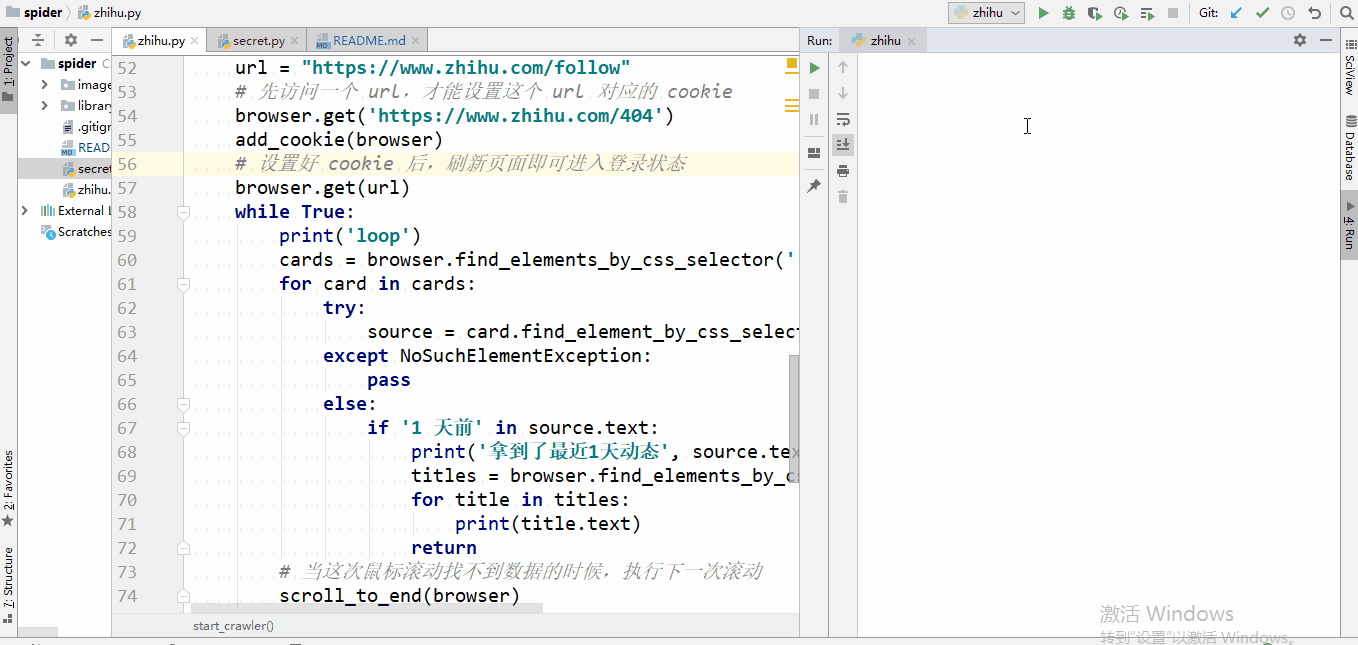 spider
zhihu.py
zhihu
Git:
1: Project
zhihu.py
secret.py
README.md
Run:
zhihu
spider
image
library
.gitign
READ
secret
zhihu.
External
Scratches
2: Favorites
7: Structure
52 url = "https://www.zhihu.com/follow"
53 # 先访问一个 url，才能设置这个 url 对应的 cookie
54 browser.get('https://www.zhihu.com/404')
55 add_cookie(browser)
56 # 设置好 cookie 后，刷新页面即可进入登录状态
57 browser.get(url)
58 while True:
59 print('loop')
60 cards = browser.find_elements_by_css_selector('
61 for card in cards:
62 try:
63 source = card.find_element_by_css_select
64 except NoSuchElementException:
65 pass
66 else:
67 if '1 天前' in source.text:
68 print('拿到了最近1天动态', source.tex
69 titles = browser.find_elements_by_c
70 for title in titles:
71 print(title.text)
72 return
73 # 当这次鼠标滚动找不到数据的时候，执行下一次滚动
74 scroll_to_end(browser)
start_crawler()
SciView
Database
4: Run
激活 Windows
转到"设置"以激活 Windows。